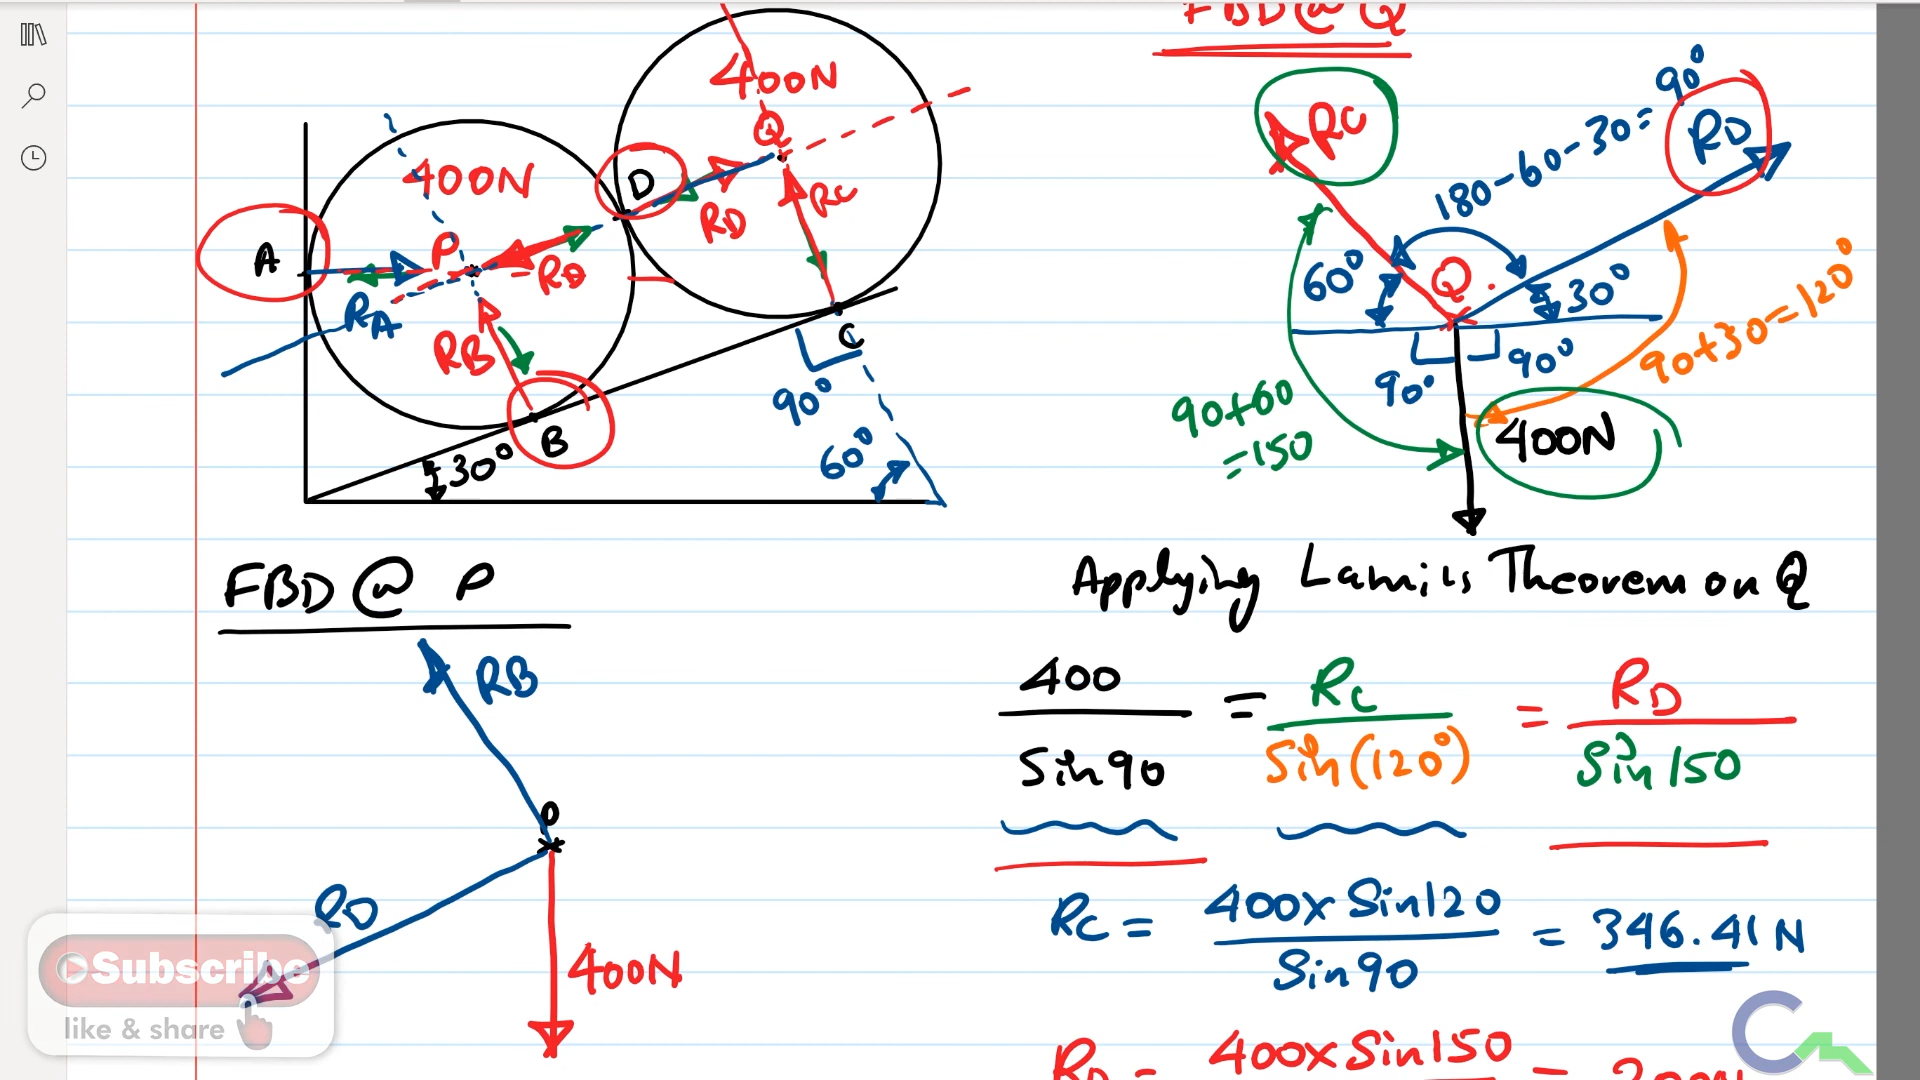 FBD@ Q
400N
Q
RC
RD
90°
180-60-30=
400N
D
RD
RC
A
P
RD
RA
RB
60°
Q
30°
90+30=120°
C
90°
90°
90°
90+60
=150
400N
B
30°
60°
FBD @ P
RB
RD
400N
Applying Lami's Theorem on Q
400 = RC = RD
Sin90 Sin(120°) Sin150
RC = 400x Sin120 = 346.41 N
Sin90
400x Sin150
Subscribe
like & share